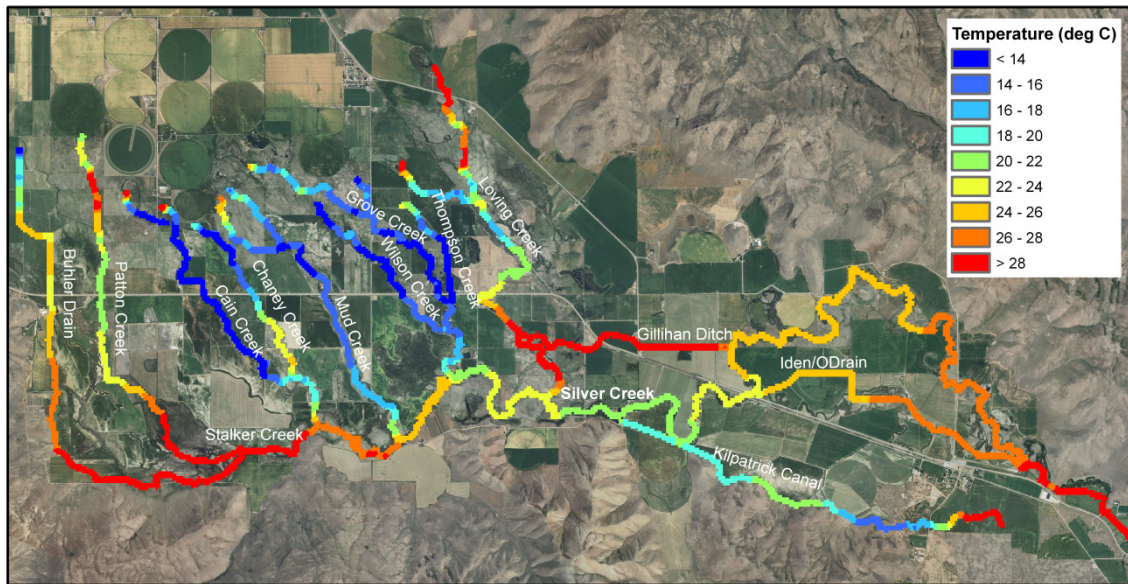 Temperature (deg C)
< 14
14 - 16
16 - 18
18 - 20
20 - 22
22 - 24
24 - 26
26 - 28
> 28
Buhler Drain
Patton Creek
Cain Creek
Chaney Creek
Mud Creek
Grove Creek
Wilson Creek
Thompson Creek
Loving Creek
Gillihan Ditch
Iden/ODrain
Silver Creek
Stalker Creek
Kilpatrick Canal